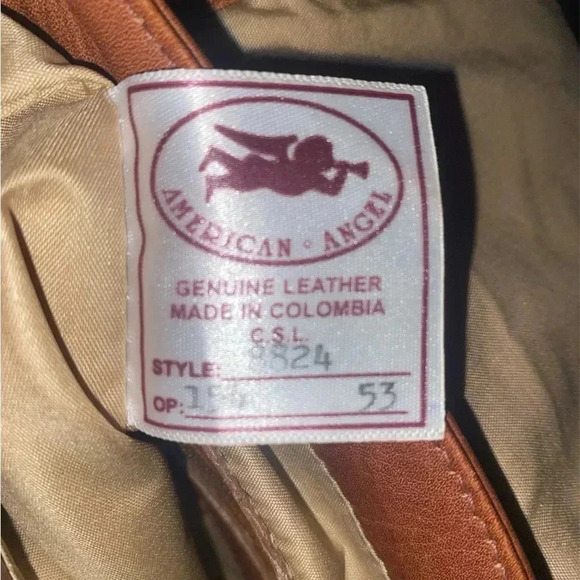 AMERICAN • ANGEL
GENUINE LEATHER
MADE IN COLOMBIA
C.S.L.
STYLE: 8824
OP: 53